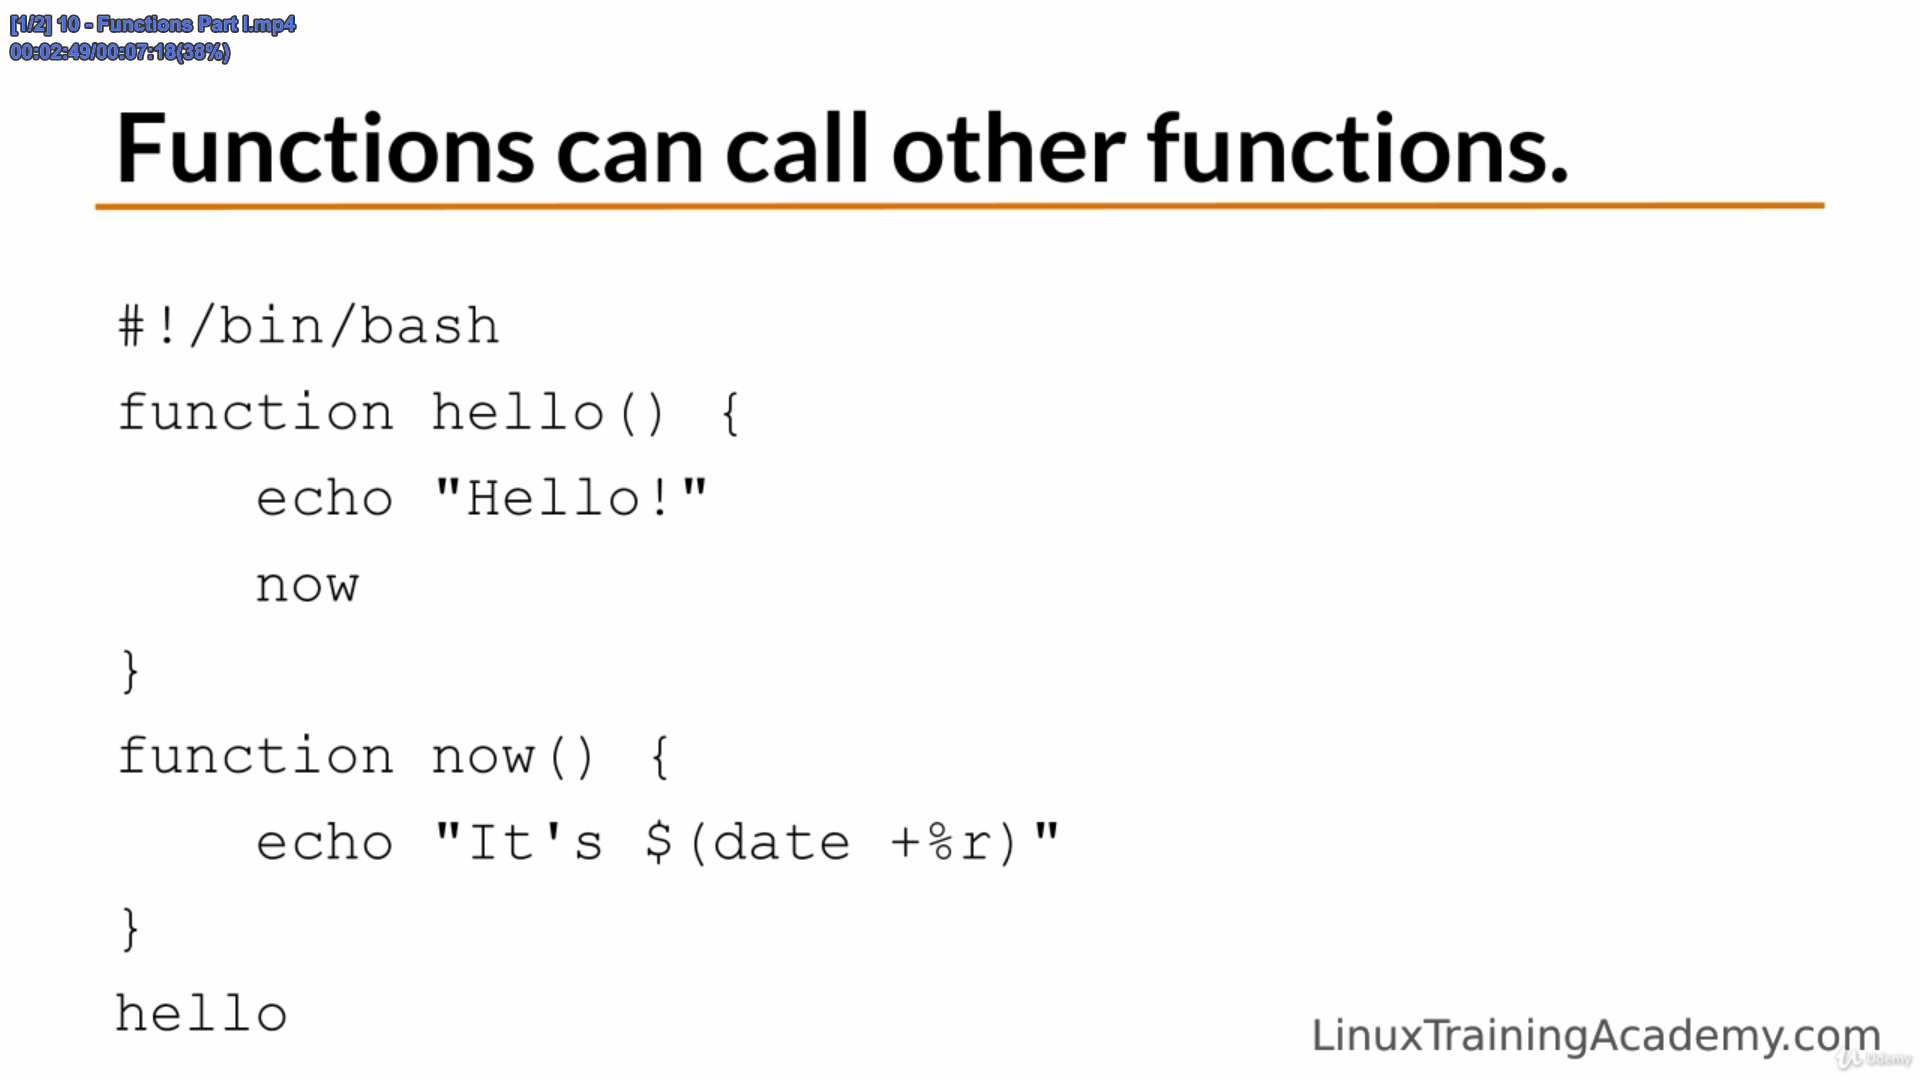 [1/2] 10 - Functions Part I.mp4
00:02:49/00:07:18(38%)
Functions can call other functions.
#!/bin/bash
function hello() {
    echo "Hello!"
    now
}
function now() {
    echo "It's $(date +%r)"
}
hello
LinuxTrainingAcademy.com
Udemy